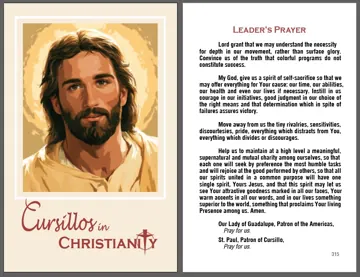 Cursillos in
CHRISTIANITY
LEADER'S PRAYER
Lord grant that we may understand the necessity
for depth in our movement, rather than surface glory.
Convince us of the truth that colorful programs do not
constitute success.
My God, give us a spirit of self-sacrifice so that we
may offer everything for Your cause: our time, our abilities,
our health and even our lives if necessary. Instill in us
courage in our initiatives, good judgment in our choice of
the right means and that determination which in spite of
failures assures victory.
Move away from us the tiny rivalries, sensitivities,
discourtesies, pride, everything which distracts from You,
everything which divides or discourages.
Help us to maintain at a high level a meaningful,
supernatural and mutual charity among ourselves, so that
each one will seek by preference the most humble tasks
and will rejoice at the good performed by others, so that all
our spirits united in a common purpose will have one
single spirit, Yours Jesus, and that this spirit may let us
see Your attractive goodness marked in all our faces, Your
warm accents in all our words, and in our lives something
superior to the world, something that proclaims Your living
Presence among us. Amen.
Our Lady of Guadalupe, Patron of the Americas,
Pray for us.
St. Paul, Patron of Cursillo,
Pray for us.
315